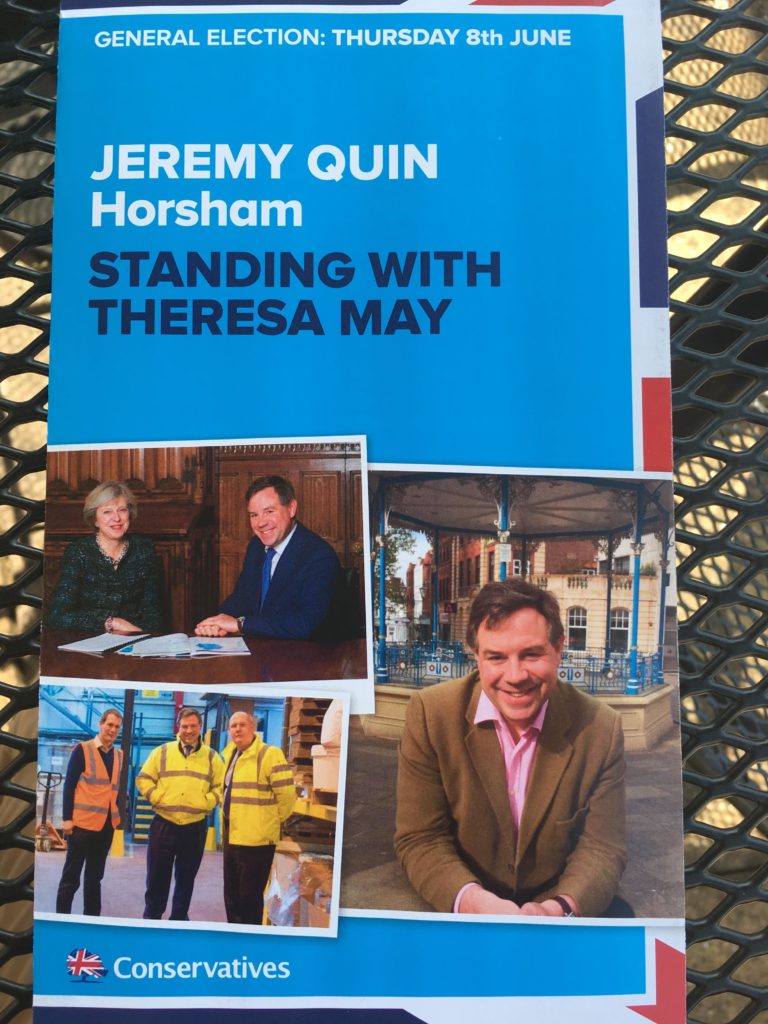 GENERAL ELECTION: THURSDAY 8th JUNE
JEREMY QUIN
Horsham
STANDING WITH
THERESA MAY
Conservatives